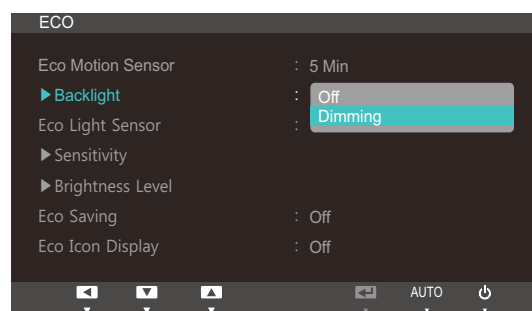 ECO
Eco Motion Sensor : 5 Min
▶Backlight : Off
Dimming
Eco Light Sensor :
▶Sensitivity
▶Brightness Level
Eco Saving : Off
Eco Icon Display : Off
AUTO